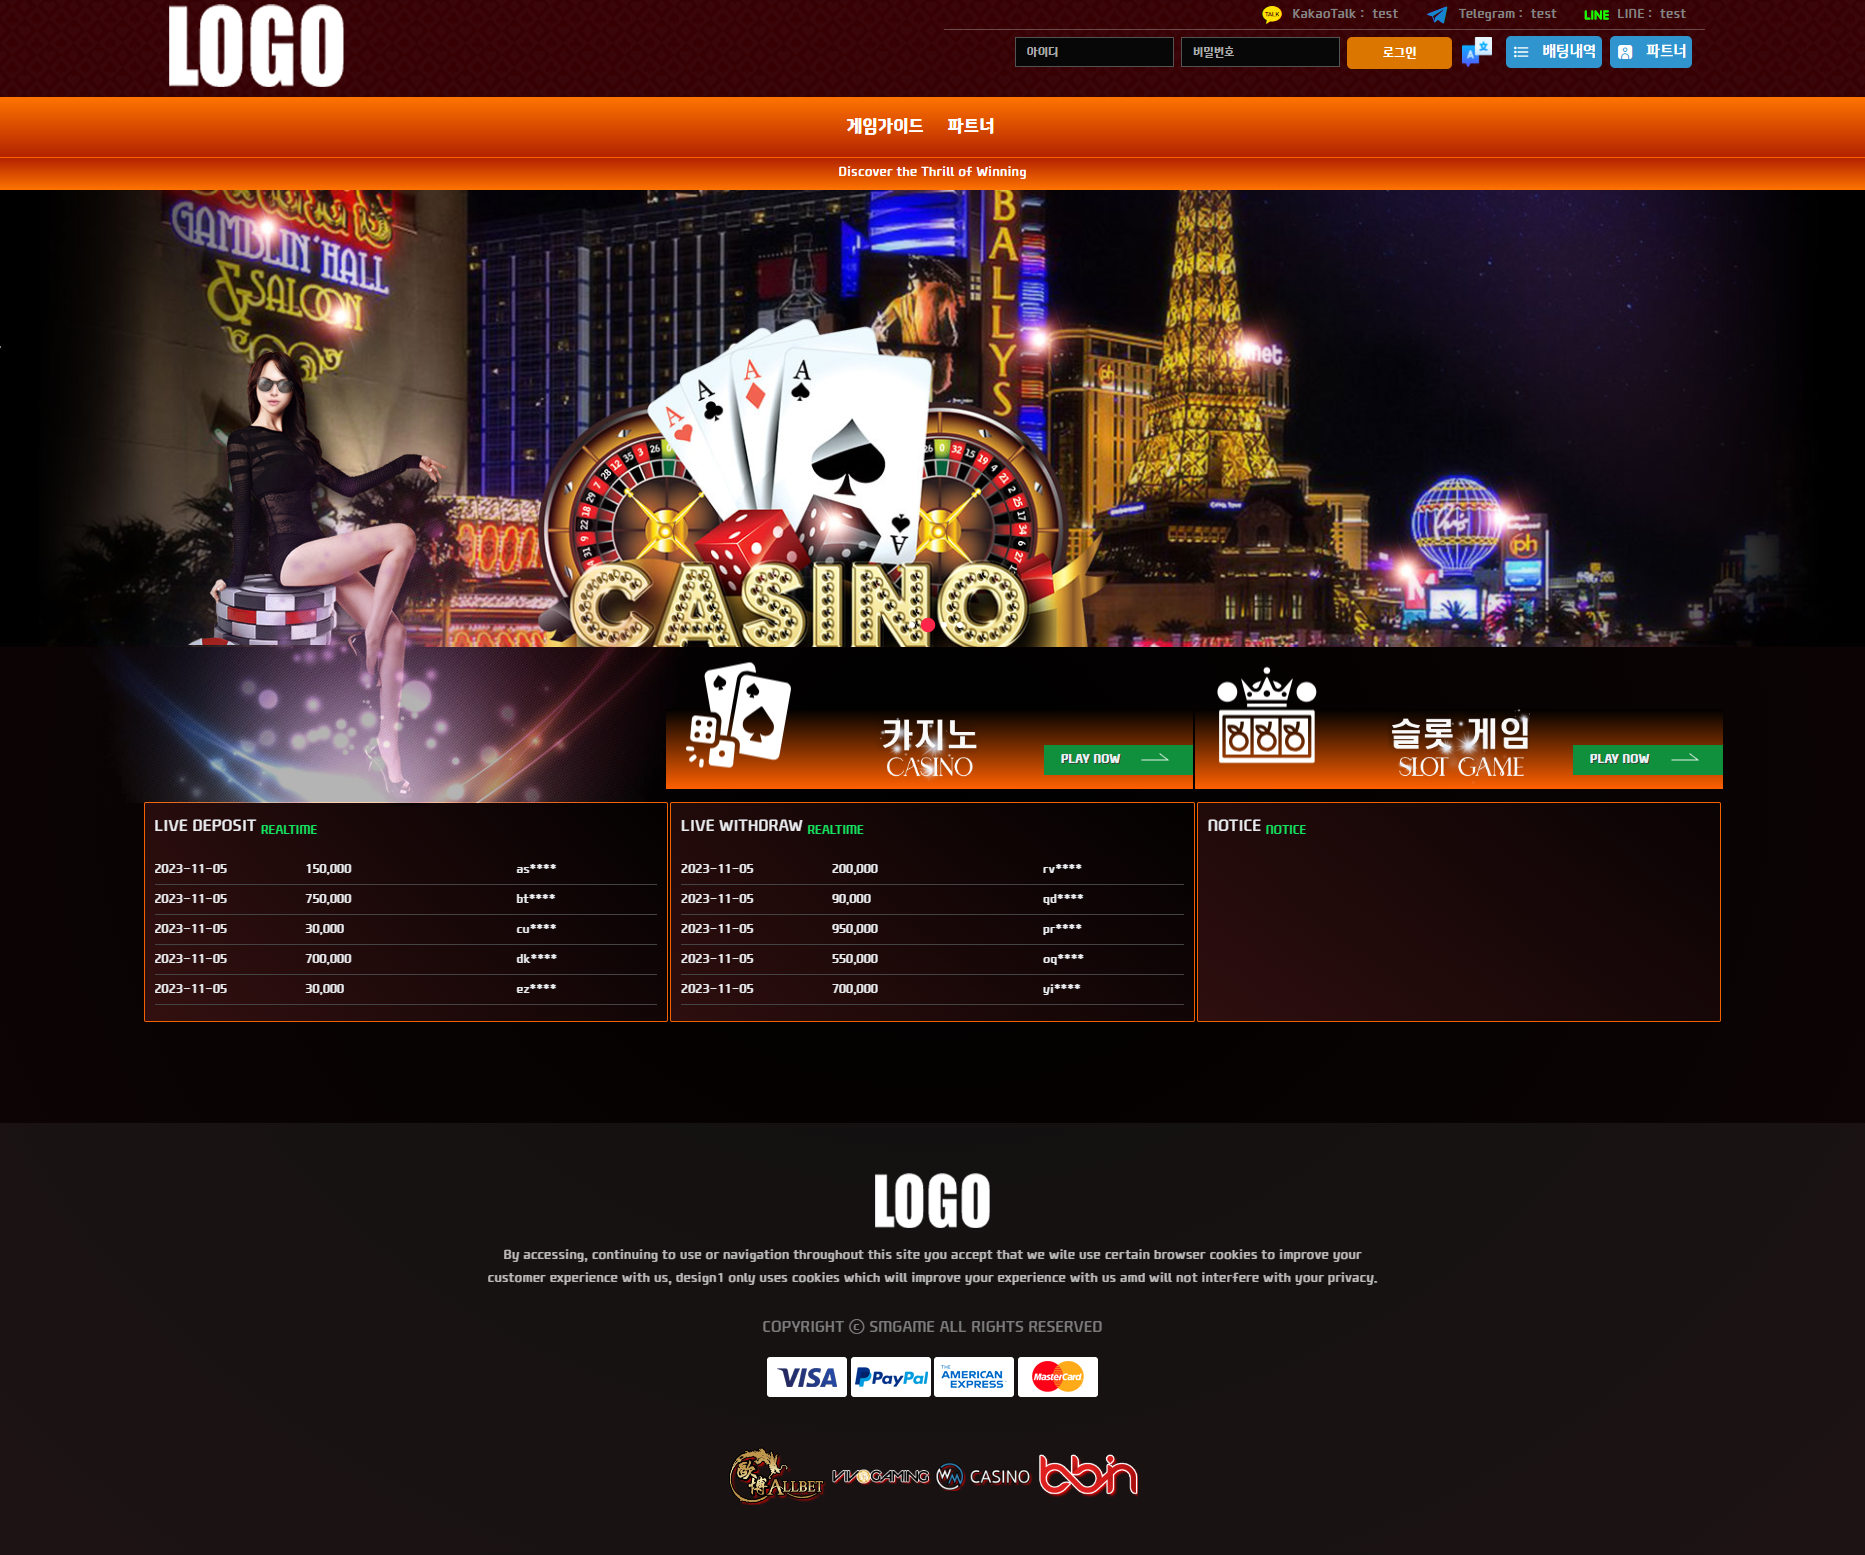 LOGO
KakaoTalk : test
Telegram : test
LINE LINE : test
아이디
비밀번호
로그인
배팅내역
파트너
게임가이드 파트너
Discover the Thrill of Winning
GAMBLIN' HALL
& SALOON
BALLYS
CASINO
Paris
ph
카지노
CASINO
PLAY NOW
슬롯 게임
SLOT GAME
PLAY NOW
LIVE DEPOSIT REALTIME
2023-11-05 150,000 as****
2023-11-05 750,000 bt****
2023-11-05 30,000 cu****
2023-11-05 700,000 dk****
2023-11-05 30,000 ez****
LIVE WITHDRAW REALTIME
2023-11-05 200,000 rv****
2023-11-05 90,000 qd****
2023-11-05 950,000 pr****
2023-11-05 550,000 oq****
2023-11-05 700,000 yi****
NOTICE NOTICE
LOGO
By accessing, continuing to use or navigation throughout this site you accept that we wile use certain browser cookies to improve your
customer experience with us, design1 only uses cookies which will improve your experience with us amd will not interfere with your privacy.
COPYRIGHT ⓒ SMGAME ALL RIGHTS RESERVED
VISA PayPal THE AMERICAN EXPRESS MasterCard
歐博 ALLBET VIVOGAMING WM CASINO bbin